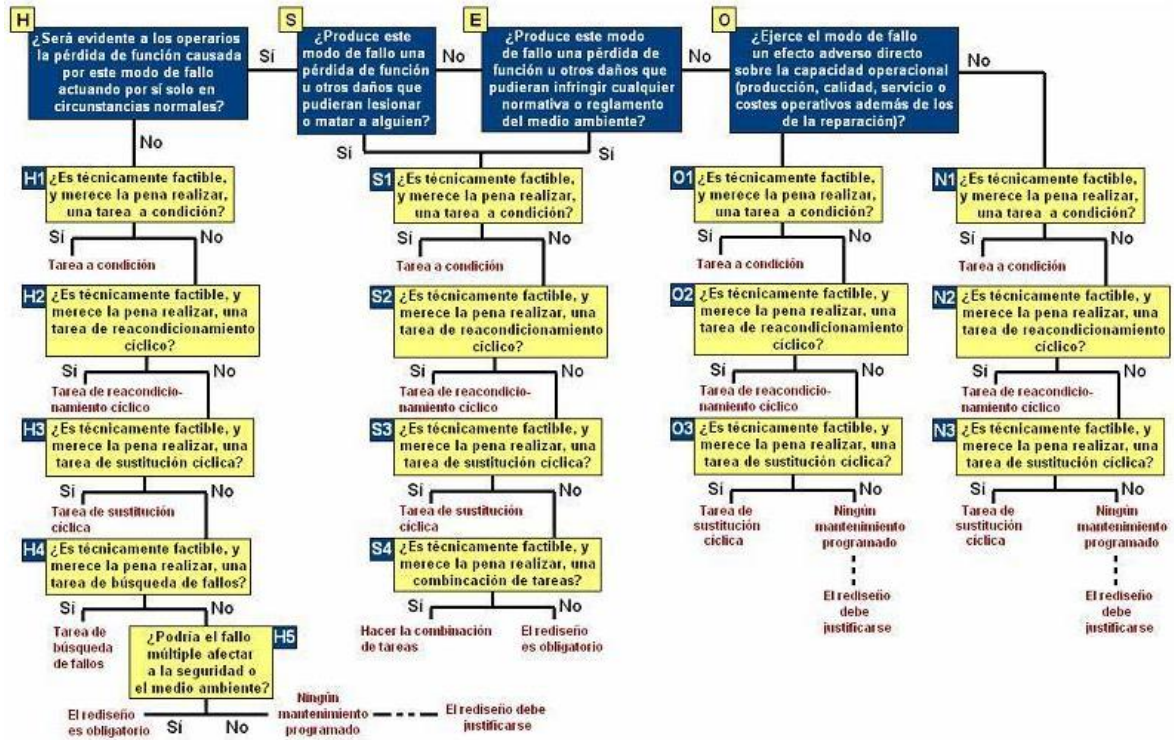 H
¿Será evidente a los operarios
la pérdida de función causada
por este modo de fallo
actuando por sí solo en
circunstancias normales?
Sí
No
S
¿Produce este
modo de fallo una
pérdida de función
u otros daños que
pudieran lesionar
o matar a alguien?
No
Sí
E
¿Produce este modo
de fallo una pérdida de
función u otros daños que
pudieran infringir cualquier
normativa o reglamento
del medio ambiente?
No
Sí
O
¿Ejerce el modo de fallo
un efecto adverso directo
sobre la capacidad operacional
(producción, calidad, servicio o
costes operativos además de los
de la reparación)?
No
H1
¿Es técnicamente factible,
y merece la pena realizar,
una tarea a condición?
Sí
No
Tarea a condición
H2
¿Es técnicamente factible, y
merece la pena realizar, una
tarea de reacondicionamiento
cíclico?
Sí
No
Tarea de reacondicio-
namiento cíclico
H3
¿Es técnicamente factible, y
merece la pena realizar, una
tarea de sustitución cíclica?
Sí
No
Tarea de sustitución
cíclica
H4
¿Es técnicamente factible, y
merece la pena realizar, una
tarea de búsqueda de fallos?
Sí
No
Tarea de
búsqueda
de fallos
H5
¿Podría el fallo
múltiple afectar
a la seguridad o
el medio ambiente?
Sí
No
El rediseño
es obligatorio
Ningún
mantenimiento
programado
El rediseño debe
justificarse
S1
¿Es técnicamente factible,
y merece la pena realizar,
una tarea a condición?
Sí
No
Tarea a condición
S2
¿Es técnicamente factible, y
merece la pena realizar, una
tarea de reacondicionamiento
cíclico?
Sí
No
Tarea de reacondicio-
namiento cíclico
S3
¿Es técnicamente factible, y
merece la pena realizar, una
tarea de sustitución cíclica?
Sí
No
Tarea de sustitución
cíclica
S4
¿Es técnicamente factible, y
merece la pena realizar, una
combincación de tareas?
Sí
No
Hacer la combinación
de tareas
El rediseño
es obligatorio
O1
¿Es técnicamente factible,
y merece la pena realizar,
una tarea a condición?
Sí
No
Tarea a condición
O2
¿Es técnicamente factible, y
merece la pena realizar, una
tarea de reacondicionamiento
cíclico?
Sí
No
Tarea de reacondicio-
namiento cíclico
O3
¿Es técnicamente factible, y
merece la pena realizar, una
tarea de sustitución cíclica?
Sí
No
Tarea de
sustitución
cíclica
Ningún
mantenimiento
programado
El rediseño
debe
justificarse
N1
¿Es técnicamente factible,
y merece la pena realizar,
una tarea a condición?
Sí
No
Tarea a condición
N2
¿Es técnicamente factible, y
merece la pena realizar, una
tarea de reacondicionamiento
cíclico?
Sí
No
Tarea de reacondicio-
namiento cíclico
N3
¿Es técnicamente factible, y
merece la pena realizar, una
tarea de sustitución cíclica?
Sí
No
Tarea de
sustitución
cíclica
Ningún
mantenimiento
programado
El rediseño
debe
justificarse